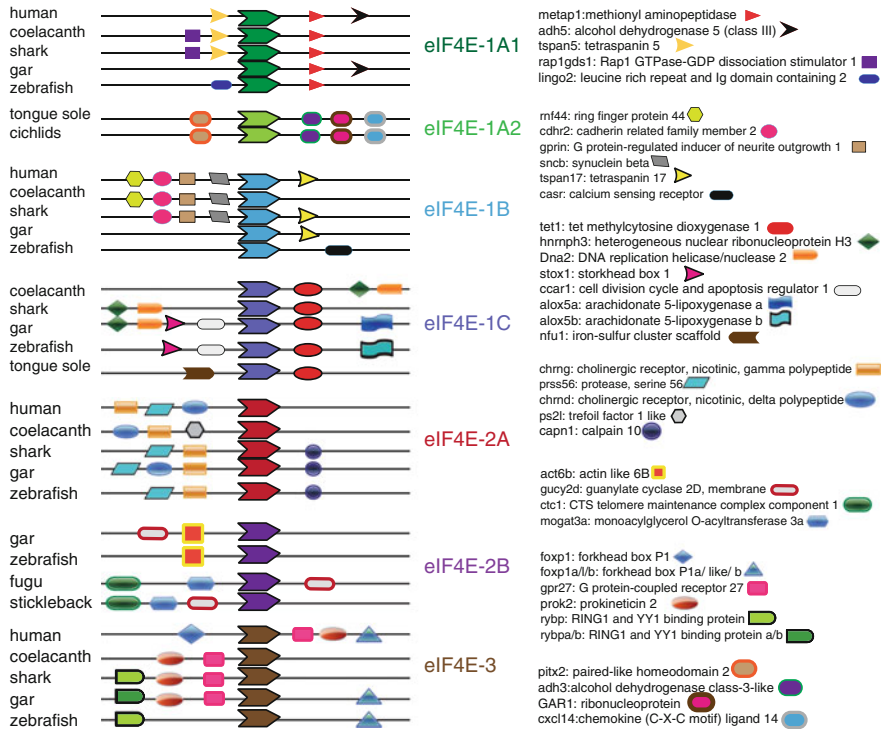 human
coelacanth
shark
gar
zebrafish
eIF4E-1A1
metap1:methionyl aminopeptidase
adh5: alcohol dehydrogenase 5 (class III)
tspan5: tetraspanin 5
rap1gds1: Rap1 GTPase-GDP dissociation stimulator 1
lingo2: leucine rich repeat and Ig domain containing 2
tongue sole
cichlids
eIF4E-1A2
rnf44: ring finger protein 44
cdhr2: cadherin related family member 2
gprin: G protein-regulated inducer of neurite outgrowth 1
sncb: synuclein beta
tspan17: tetraspanin 17
casr: calcium sensing receptor
human
coelacanth
shark
gar
zebrafish
eIF4E-1B
tet1: tet methylcytosine dioxygenase 1
hnrnph3: heterogeneous nuclear ribonucleoprotein H3
Dna2: DNA replication helicase/nuclease 2
stox1: storkhead box 1
ccar1: cell division cycle and apoptosis regulator 1
alox5a: arachidonate 5-lipoxygenase a
alox5b: arachidonate 5-lipoxygenase b
nfu1: iron-sulfur cluster scaffold
coelacanth
shark
gar
zebrafish
tongue sole
eIF4E-1C
chrng: cholinergic receptor, nicotinic, gamma polypeptide
prss56: protease, serine 56
chrnd: cholinergic receptor, nicotinic, delta polypeptide
ps2l: trefoil factor 1 like
capn1: calpain 10
human
coelacanth
shark
gar
zebrafish
eIF4E-2A
act6b: actin like 6B
gucy2d: guanylate cyclase 2D, membrane
ctc1: CTS telomere maintenance complex component 1
mogat3a: monoacylglycerol O-acyltransferase 3a
gar
zebrafish
fugu
stickleback
eIF4E-2B
foxp1: forkhead box P1
foxp1a/l/b: forkhead box P1a/ like/ b
gpr27: G protein-coupled receptor 27
prok2: prokineticin 2
rybp: RING1 and YY1 binding protein
rybpa/b: RING1 and YY1 binding protein a/b
human
coelacanth
shark
gar
zebrafish
eIF4E-3
pitx2: paired-like homeodomain 2
adh3:alcohol dehydrogenase class-3-like
GAR1: ribonucleoprotein
cxcl14:chemokine (C-X-C motif) ligand 14